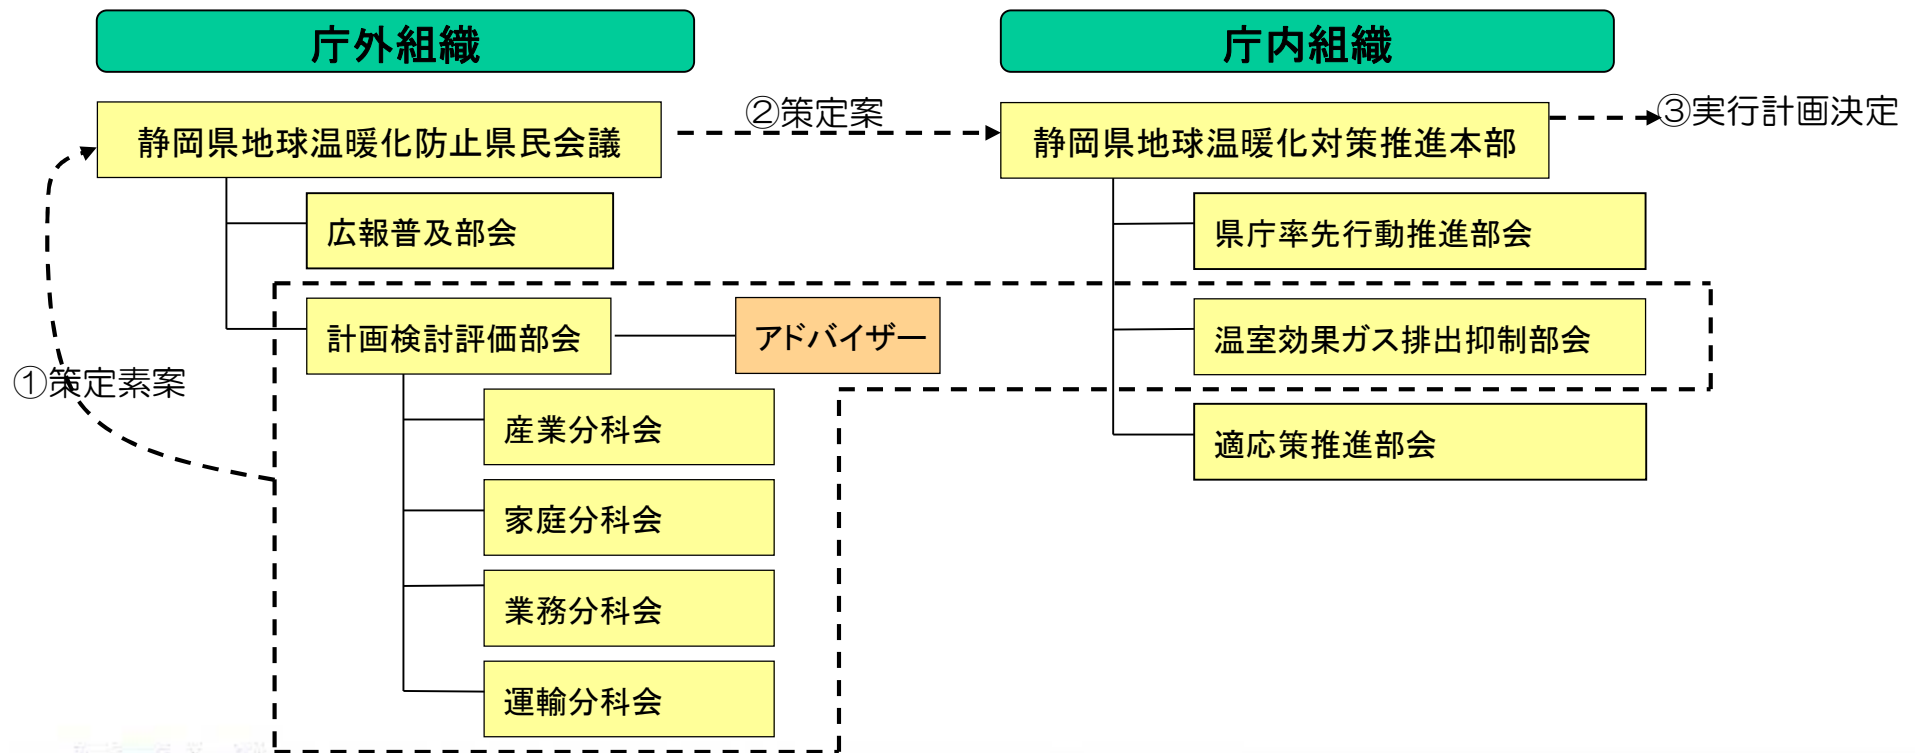 庁外組織
庁内組織
静岡県地球温暖化防止県民会議
②策定案
静岡県地球温暖化対策推進本部
③実行計画決定
広報普及部会
県庁率先行動推進部会
計画検討評価部会
アドバイザー
温室効果ガス排出抑制部会
①策定素案
産業分科会
適応策推進部会
家庭分科会
業務分科会
運輸分科会